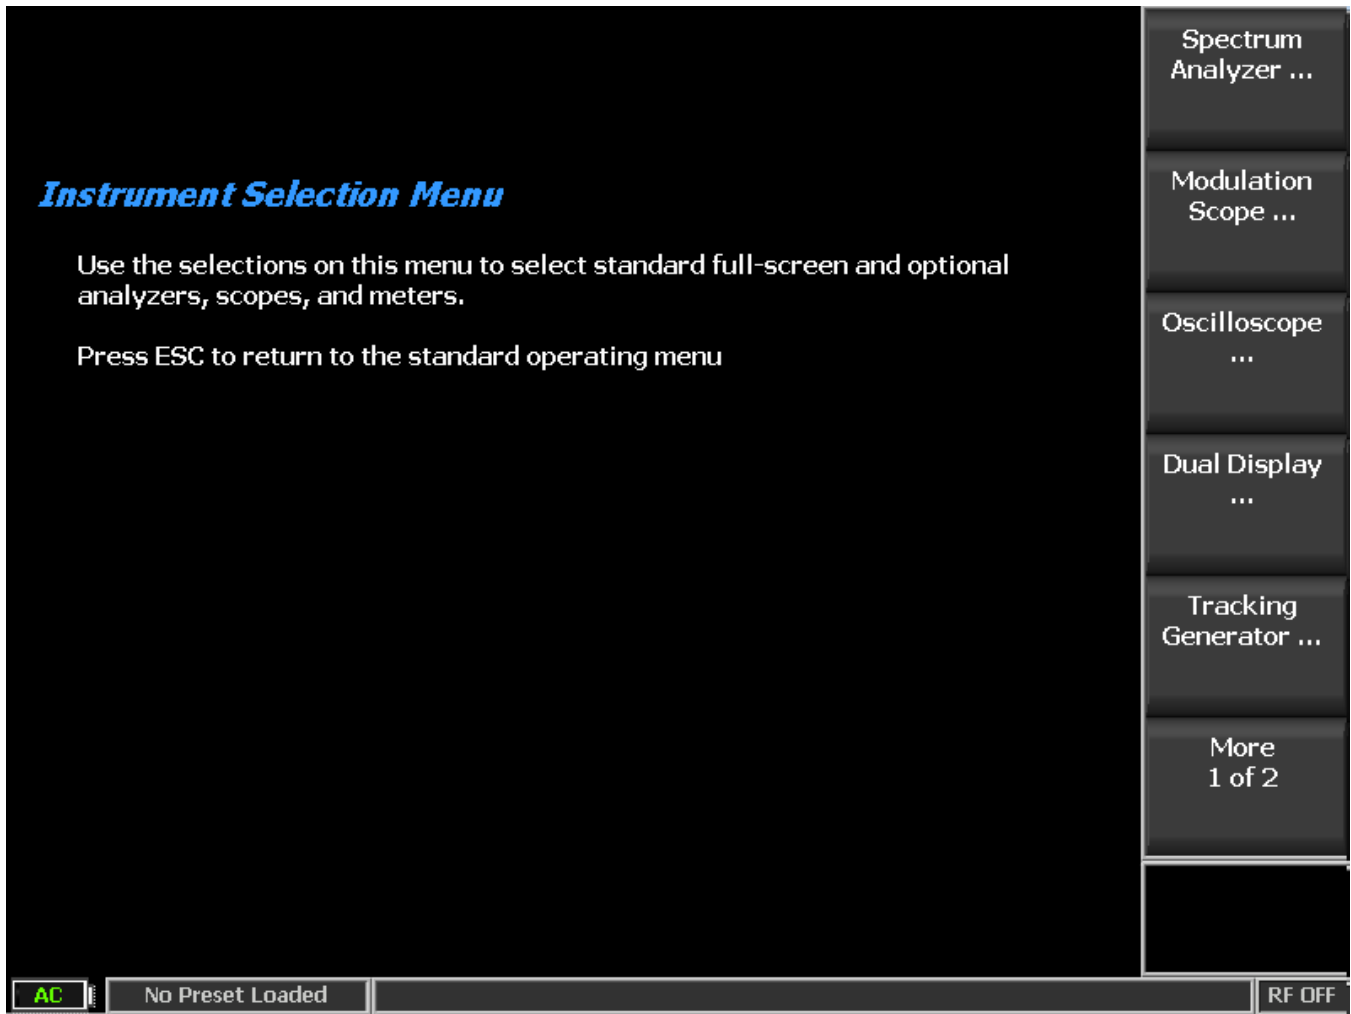 Instrument Selection Menu
Use the selections on this menu to select standard full-screen and optional
analyzers, scopes, and meters.
Press ESC to return to the standard operating menu
Spectrum
Analyzer ...
Modulation
Scope ...
Oscilloscope
...
Dual Display
...
Tracking
Generator ...
More
1 of 2
AC
No Preset Loaded
RF OFF